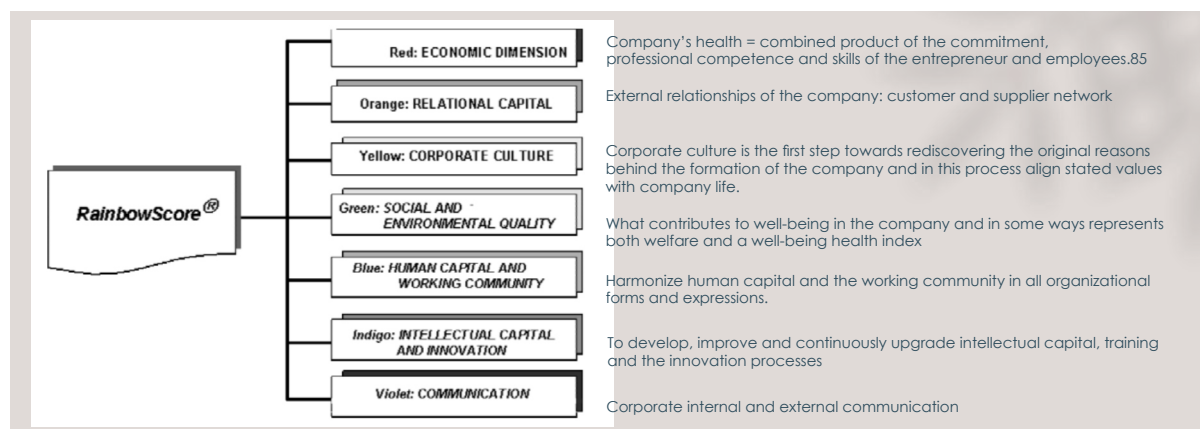 RainbowScore®
Red: ECONOMIC DIMENSION
Company's health = combined product of the commitment,
professional competence and skills of the entrepreneur and employees.85
Orange: RELATIONAL CAPITAL
External relationships of the company: customer and supplier network
Yellow: CORPORATE CULTURE
Corporate culture is the first step towards rediscovering the original reasons
behind the formation of the company and in this process align stated values
with company life.
Green: SOCIAL AND
ENVIRONMENTAL QUALITY
What contributes to well-being in the company and in some ways represents
both welfare and a well-being health index
Blue: HUMAN CAPITAL AND
WORKING COMMUNITY
Harmonize human capital and the working community in all organizational
forms and expressions.
Indigo: INTELLECTUAL CAPITAL
AND INNOVATION
To develop, improve and continuously upgrade intellectual capital, training
and the innovation processes
Violet: COMMUNICATION
Corporate internal and external communication